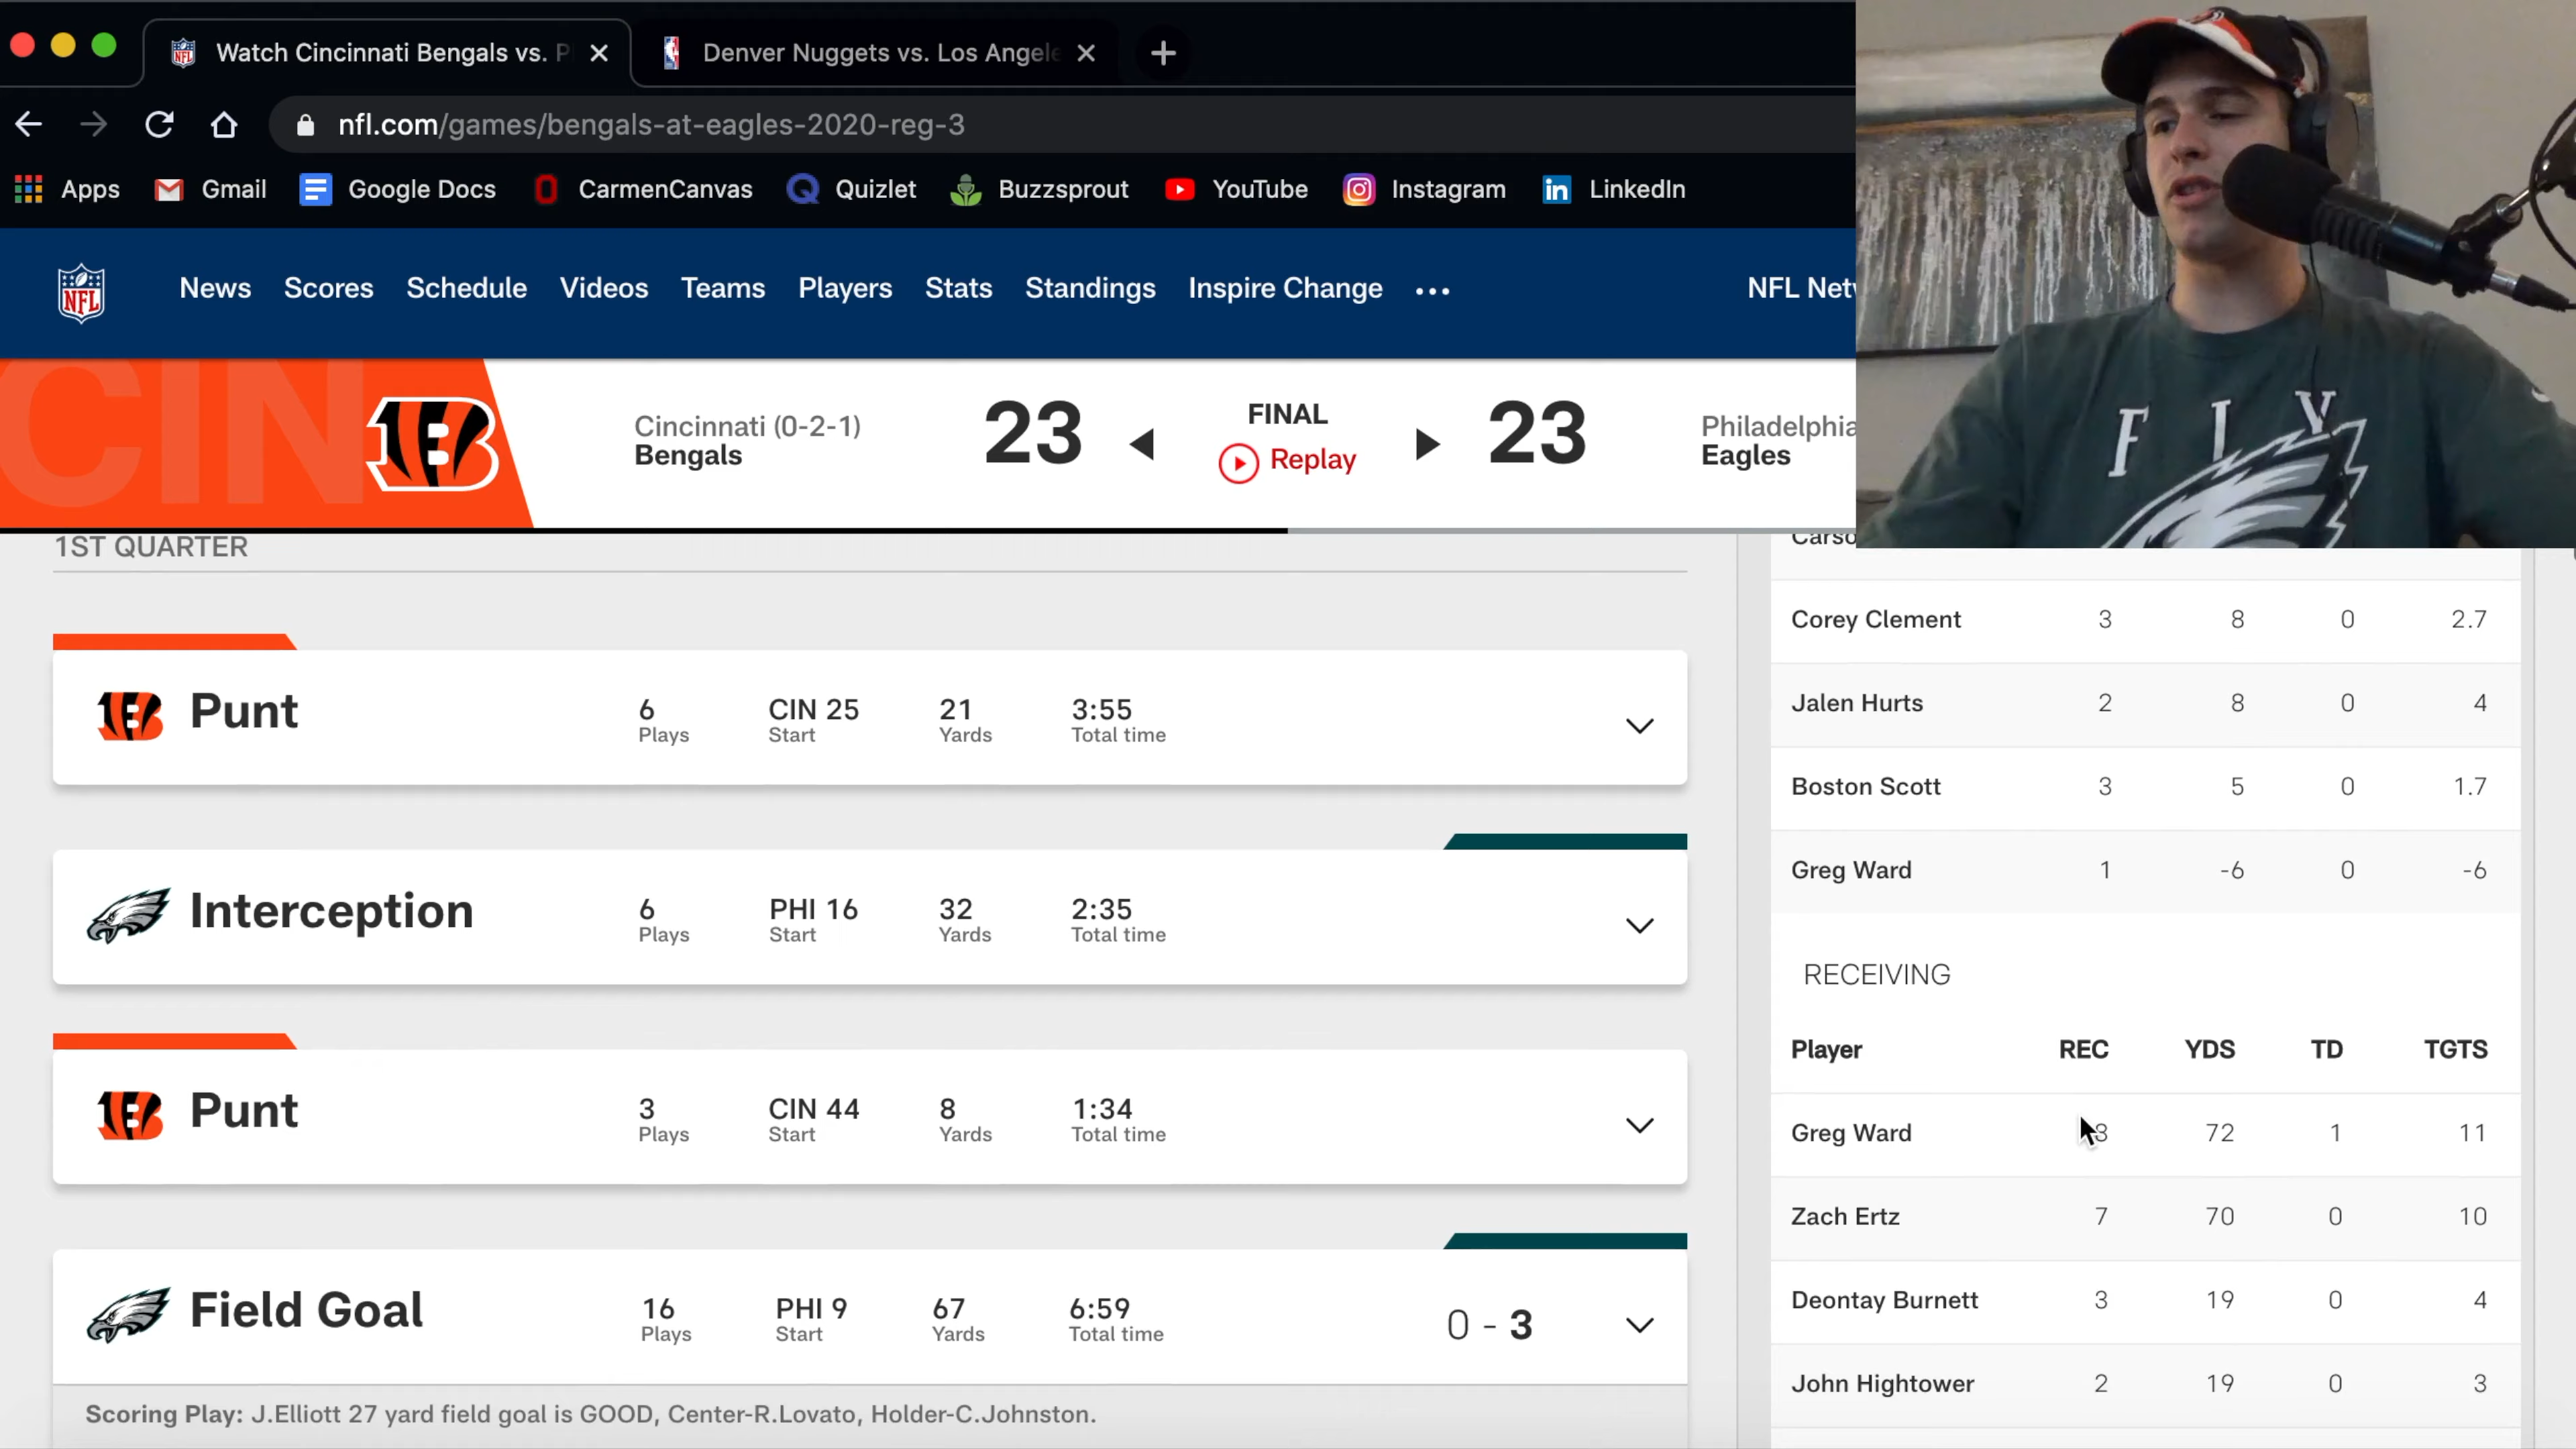 Watch Cincinnati Bengals vs. P
Denver Nuggets vs. Los Angele
nfl.com/games/bengals-at-eagles-2020-reg-3
Apps Gmail Google Docs CarmenCanvas Quizlet Buzzsprout YouTube Instagram LinkedIn
NFL News Scores Schedule Videos Teams Players Stats Standings Inspire Change ••• NFL Netw
CIN
B
Cincinnati (0-2-1)
Bengals
23
FINAL
Replay
23
Philadelphia
Eagles
FLY
1ST QUARTER
Punt
6 CIN 25 21 3:55
Plays Start Yards Total time
Interception
6 PHI 16 32 2:35
Plays Start Yards Total time
Punt
3 CIN 44 8 1:34
Plays Start Yards Total time
Field Goal
16 PHI 9 67 6:59 0 - 3
Plays Start Yards Total time
Scoring Play: J.Elliott 27 yard field goal is GOOD, Center-R.Lovato, Holder-C.Johnston.
Carso
Corey Clement 3 8 0 2.7
Jalen Hurts 2 8 0 4
Boston Scott 3 5 0 1.7
Greg Ward 1 -6 0 -6
RECEIVING
Player REC YDS TD TGTS
Greg Ward 8 72 1 11
Zach Ertz 7 70 0 10
Deontay Burnett 3 19 0 4
John Hightower 2 19 0 3